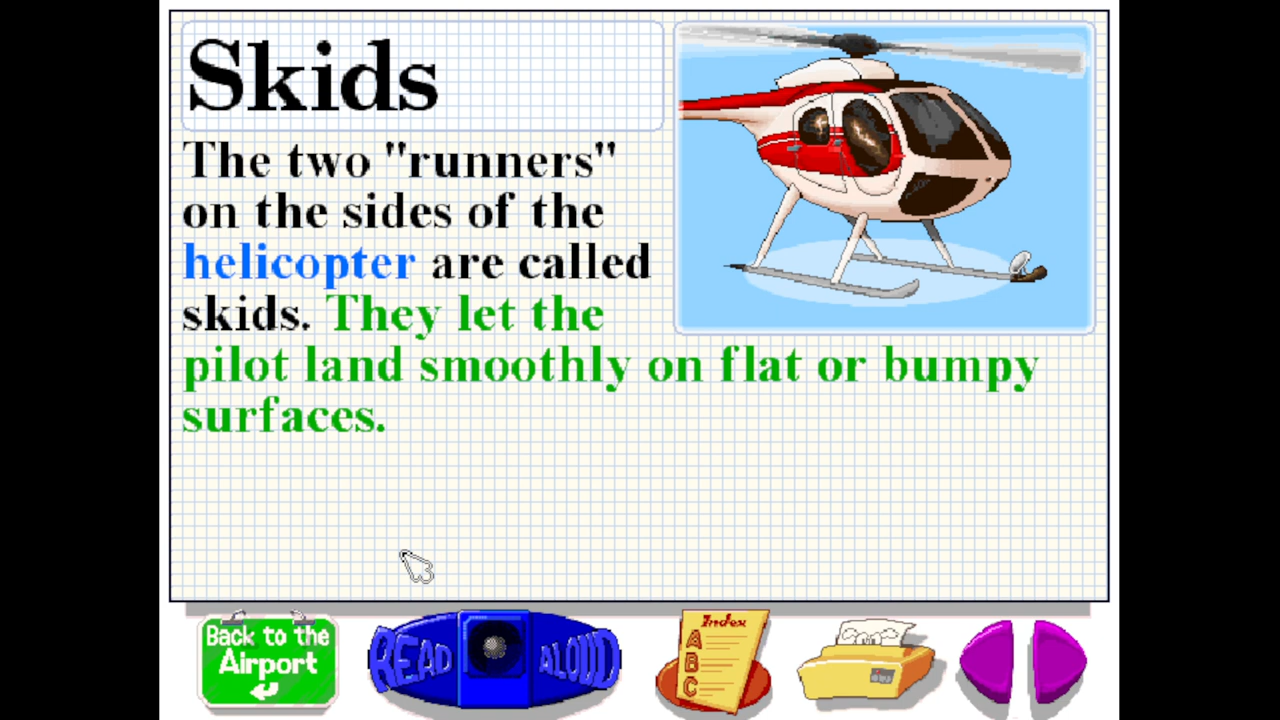 Skids
The two "runners"
on the sides of the
helicopter are called
skids. They let the
pilot land smoothly on flat or bumpy
surfaces.
Back to the
Airport
READ ALOUD
Index
A
B
C